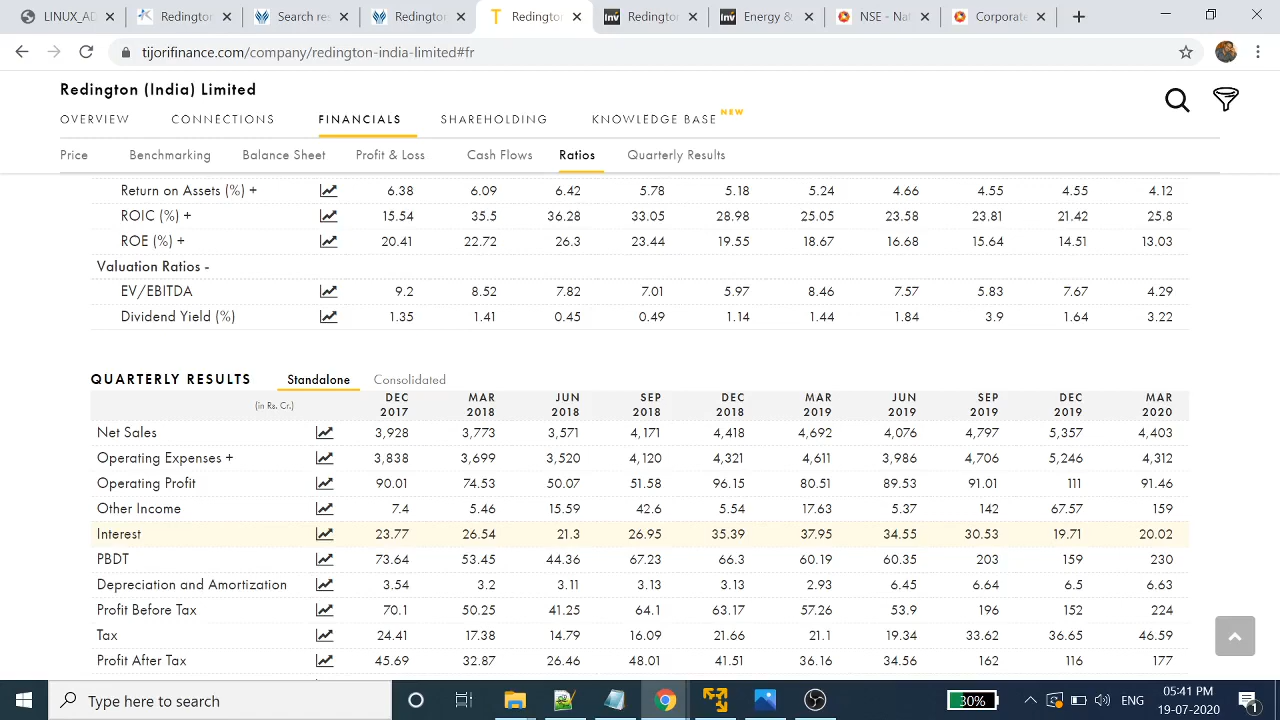 LINUX_AD Redington Search res Redington Redington Redington Energy & NSE - Nat Corporate
tijorifinance.com/company/redington-india-limited#fr
Redington (India) Limited
OVERVIEW CONNECTIONS FINANCIALS SHAREHOLDING KNOWLEDGE BASE NEW
Price Benchmarking Balance Sheet Profit & Loss Cash Flows Ratios Quarterly Results
Return on Assets (%) + 6.38 6.09 6.42 5.78 5.18 5.24 4.66 4.55 4.55 4.12
ROIC (%) + 15.54 35.5 36.28 33.05 28.98 25.05 23.58 23.81 21.42 25.8
ROE (%) + 20.41 22.72 26.3 23.44 19.55 18.67 16.68 15.64 14.51 13.03
Valuation Ratios -
EV/EBITDA 9.2 8.52 7.82 7.01 5.97 8.46 7.57 5.83 7.67 4.29
Dividend Yield (%) 1.35 1.41 0.45 0.49 1.14 1.44 1.84 3.9 1.64 3.22
QUARTERLY RESULTS Standalone Consolidated
(in Rs. Cr.) DEC MAR JUN SEP DEC MAR JUN SEP DEC MAR
2017 2018 2018 2018 2018 2019 2019 2019 2019 2020
Net Sales 3,928 3,773 3,571 4,171 4,418 4,692 4,076 4,797 5,357 4,403
Operating Expenses + 3,838 3,699 3,520 4,120 4,321 4,611 3,986 4,706 5,246 4,312
Operating Profit 90.01 74.53 50.07 51.58 96.15 80.51 89.53 91.01 111 91.46
Other Income 7.4 5.46 15.59 42.6 5.54 17.63 5.37 142 67.57 159
Interest 23.77 26.54 21.3 26.95 35.39 37.95 34.55 30.53 19.71 20.02
PBDT 73.64 53.45 44.36 67.23 66.3 60.19 60.35 203 159 230
Depreciation and Amortization 3.54 3.2 3.11 3.13 3.13 2.93 6.45 6.64 6.5 6.63
Profit Before Tax 70.1 50.25 41.25 64.1 63.17 57.26 53.9 196 152 224
Tax 24.41 17.38 14.79 16.09 21.66 21.1 19.34 33.62 36.65 46.59
Profit After Tax 45.69 32.87 26.46 48.01 41.51 36.16 34.56 162 116 177
Type here to search 30% ENG 05:41 PM
19-07-2020